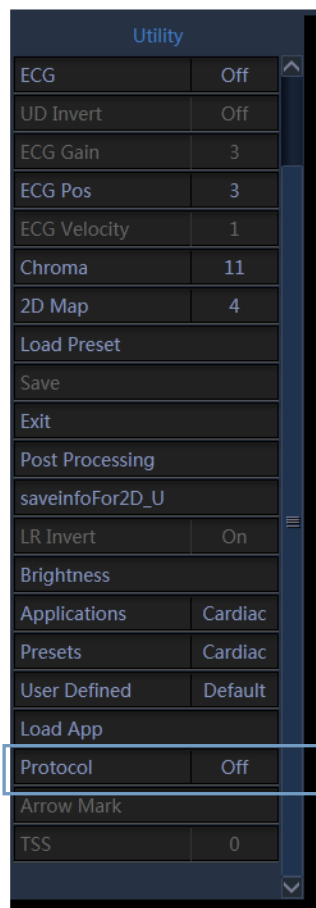 Utility
ECG Off
UD Invert Off
ECG Gain 3
ECG Pos 3
ECG Velocity 1
Chroma 11
2D Map 4
Load Preset
Save
Exit
Post Processing
saveinfoFor2D_U
LR Invert On
Brightness
Applications Cardiac
Presets Cardiac
User Defined Default
Load App
Protocol Off
Arrow Mark
TSS 0